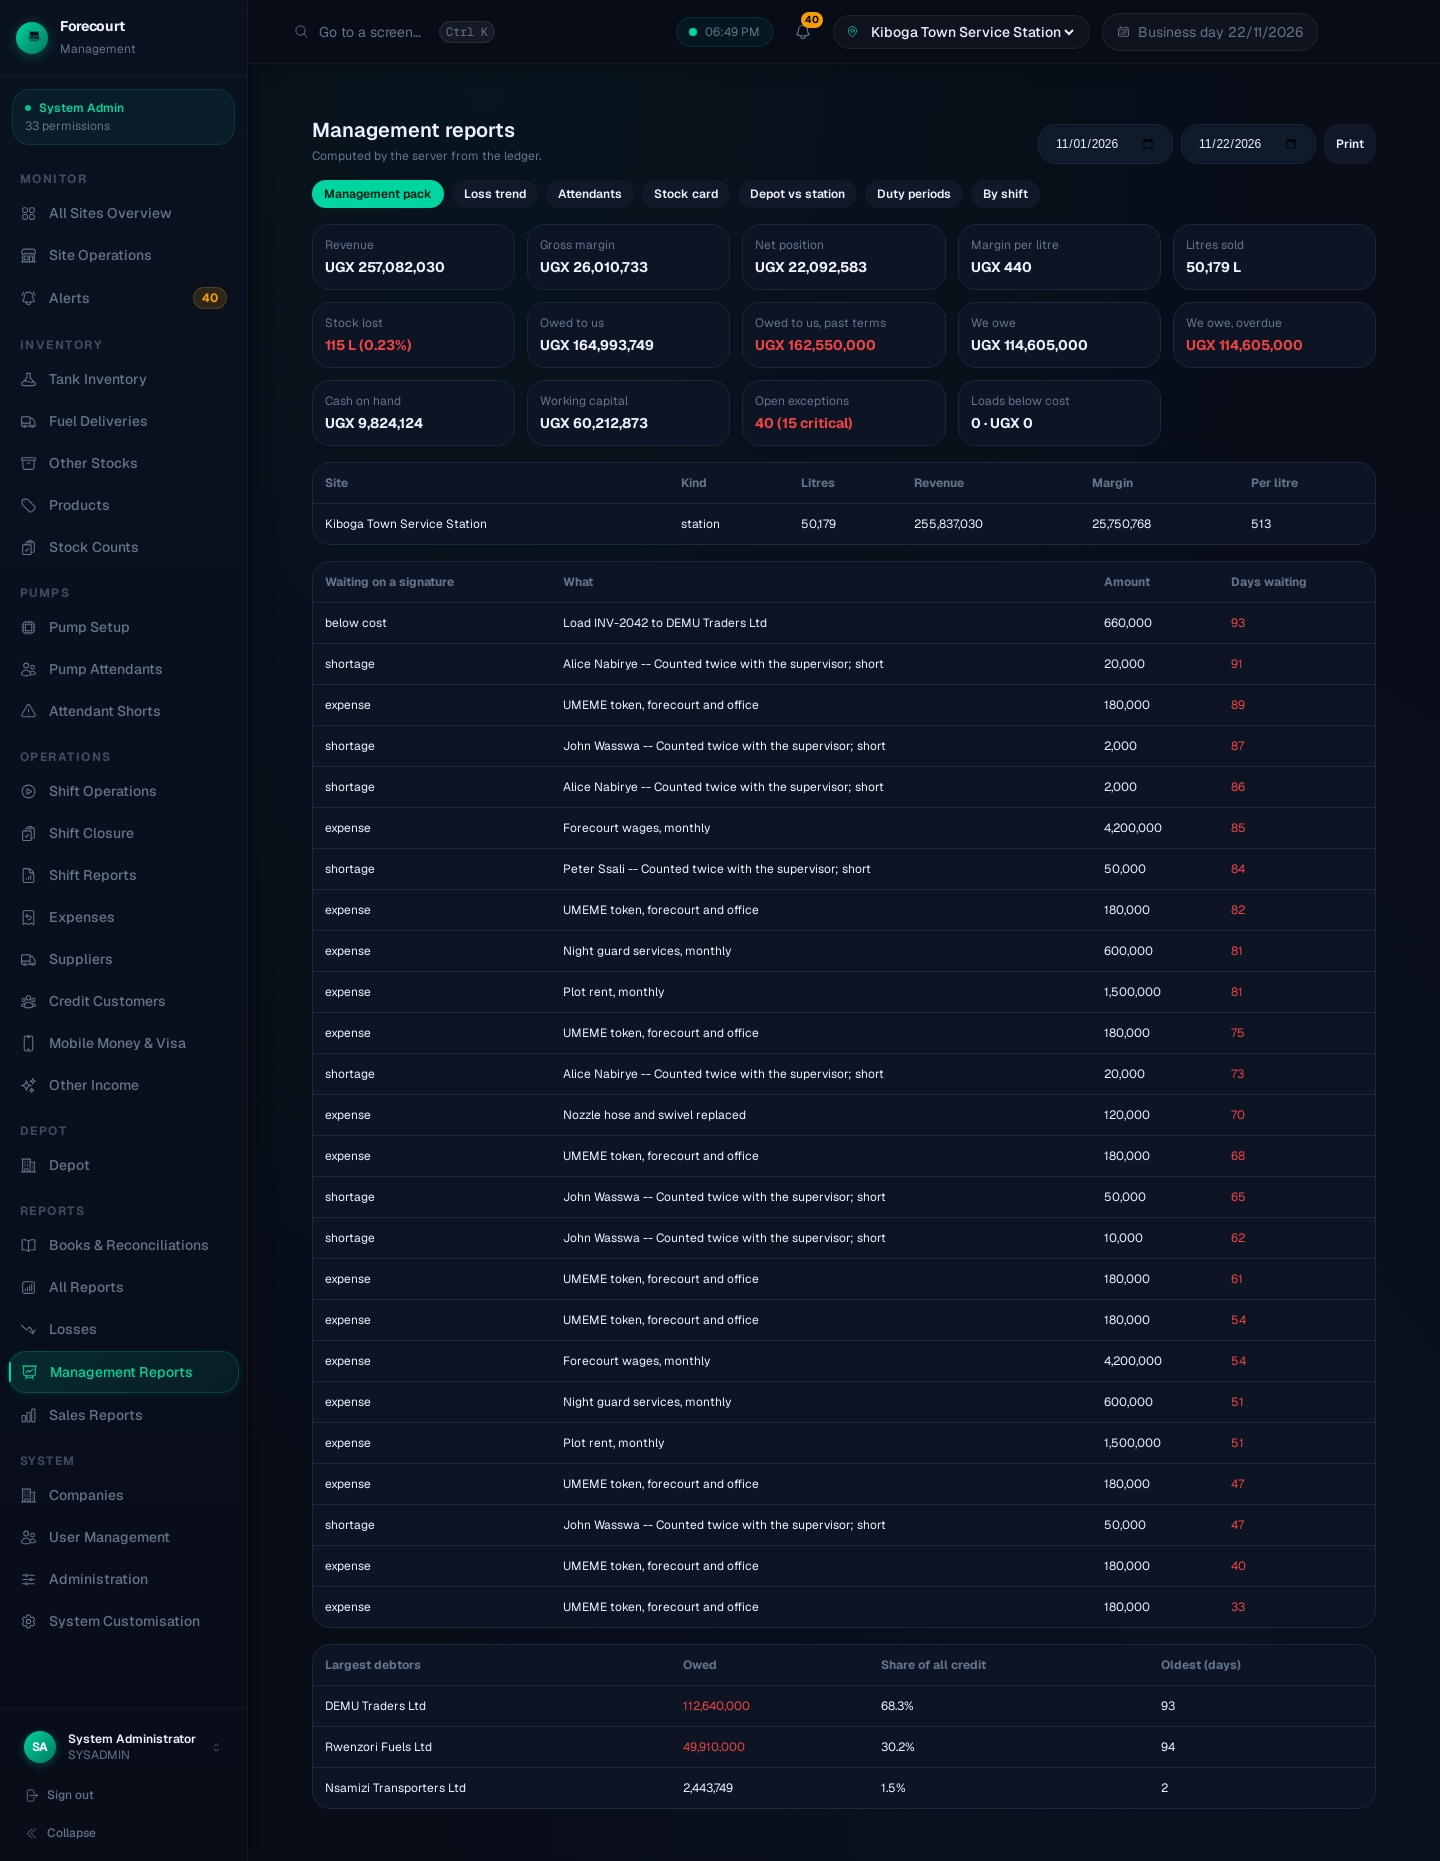 Forecourt
Management
Go to a screen...
Ctrl K
06:49 PM
40
Kiboga Town Service Station
Business day 22/11/2026
System Admin
33 permissions
MONITOR
All Sites Overview
Site Operations
Alerts 40
INVENTORY
Tank Inventory
Fuel Deliveries
Other Stocks
Products
Stock Counts
PUMPS
Pump Setup
Pump Attendants
Attendant Shorts
OPERATIONS
Shift Operations
Shift Closure
Shift Reports
Expenses
Suppliers
Credit Customers
Mobile Money & Visa
Other Income
DEPOT
Depot
REPORTS
Books & Reconciliations
All Reports
Losses
Management Reports
Sales Reports
SYSTEM
Companies
User Management
Administration
System Customisation
SA
System Administrator
SYSADMIN
Sign out
Collapse
Management reports
Computed by the server from the ledger.
11/01/2026
11/22/2026
Print
Management pack Loss trend Attendants Stock card Depot vs station Duty periods By shift
Revenue
UGX 257,082,030
Gross margin
UGX 26,010,733
Net position
UGX 22,092,583
Margin per litre
UGX 440
Litres sold
50,179 L
Stock lost
115 L (0.23%)
Owed to us
UGX 164,993,749
Owed to us, past terms
UGX 162,550,000
We owe
UGX 114,605,000
We owe, overdue
UGX 114,605,000
Cash on hand
UGX 9,824,124
Working capital
UGX 60,212,873
Open exceptions
40 (15 critical)
Loads below cost
0 · UGX 0
Site Kind Litres Revenue Margin Per litre
Kiboga Town Service Station station 50,179 255,837,030 25,750,768 513
Waiting on a signature What Amount Days waiting
below cost Load INV-2042 to DEMU Traders Ltd 660,000 93
shortage Alice Nabirye -- Counted twice with the supervisor; short 20,000 91
expense UMEME token, forecourt and office 180,000 89
shortage John Wasswa -- Counted twice with the supervisor; short 2,000 87
shortage Alice Nabirye -- Counted twice with the supervisor; short 2,000 86
expense Forecourt wages, monthly 4,200,000 85
shortage Peter Ssali -- Counted twice with the supervisor; short 50,000 84
expense UMEME token, forecourt and office 180,000 82
expense Night guard services, monthly 600,000 81
expense Plot rent, monthly 1,500,000 81
expense UMEME token, forecourt and office 180,000 75
shortage Alice Nabirye -- Counted twice with the supervisor; short 20,000 73
expense Nozzle hose and swivel replaced 120,000 70
expense UMEME token, forecourt and office 180,000 68
shortage John Wasswa -- Counted twice with the supervisor; short 50,000 65
shortage John Wasswa -- Counted twice with the supervisor; short 10,000 62
expense UMEME token, forecourt and office 180,000 61
expense UMEME token, forecourt and office 180,000 54
expense Forecourt wages, monthly 4,200,000 54
expense Night guard services, monthly 600,000 51
expense Plot rent, monthly 1,500,000 51
expense UMEME token, forecourt and office 180,000 47
shortage John Wasswa -- Counted twice with the supervisor; short 50,000 47
expense UMEME token, forecourt and office 180,000 40
expense UMEME token, forecourt and office 180,000 33
Largest debtors Owed Share of all credit Oldest (days)
DEMU Traders Ltd 112,640,000 68.3% 93
Rwenzori Fuels Ltd 49,910,000 30.2% 94
Nsamizi Transporters Ltd 2,443,749 1.5% 2